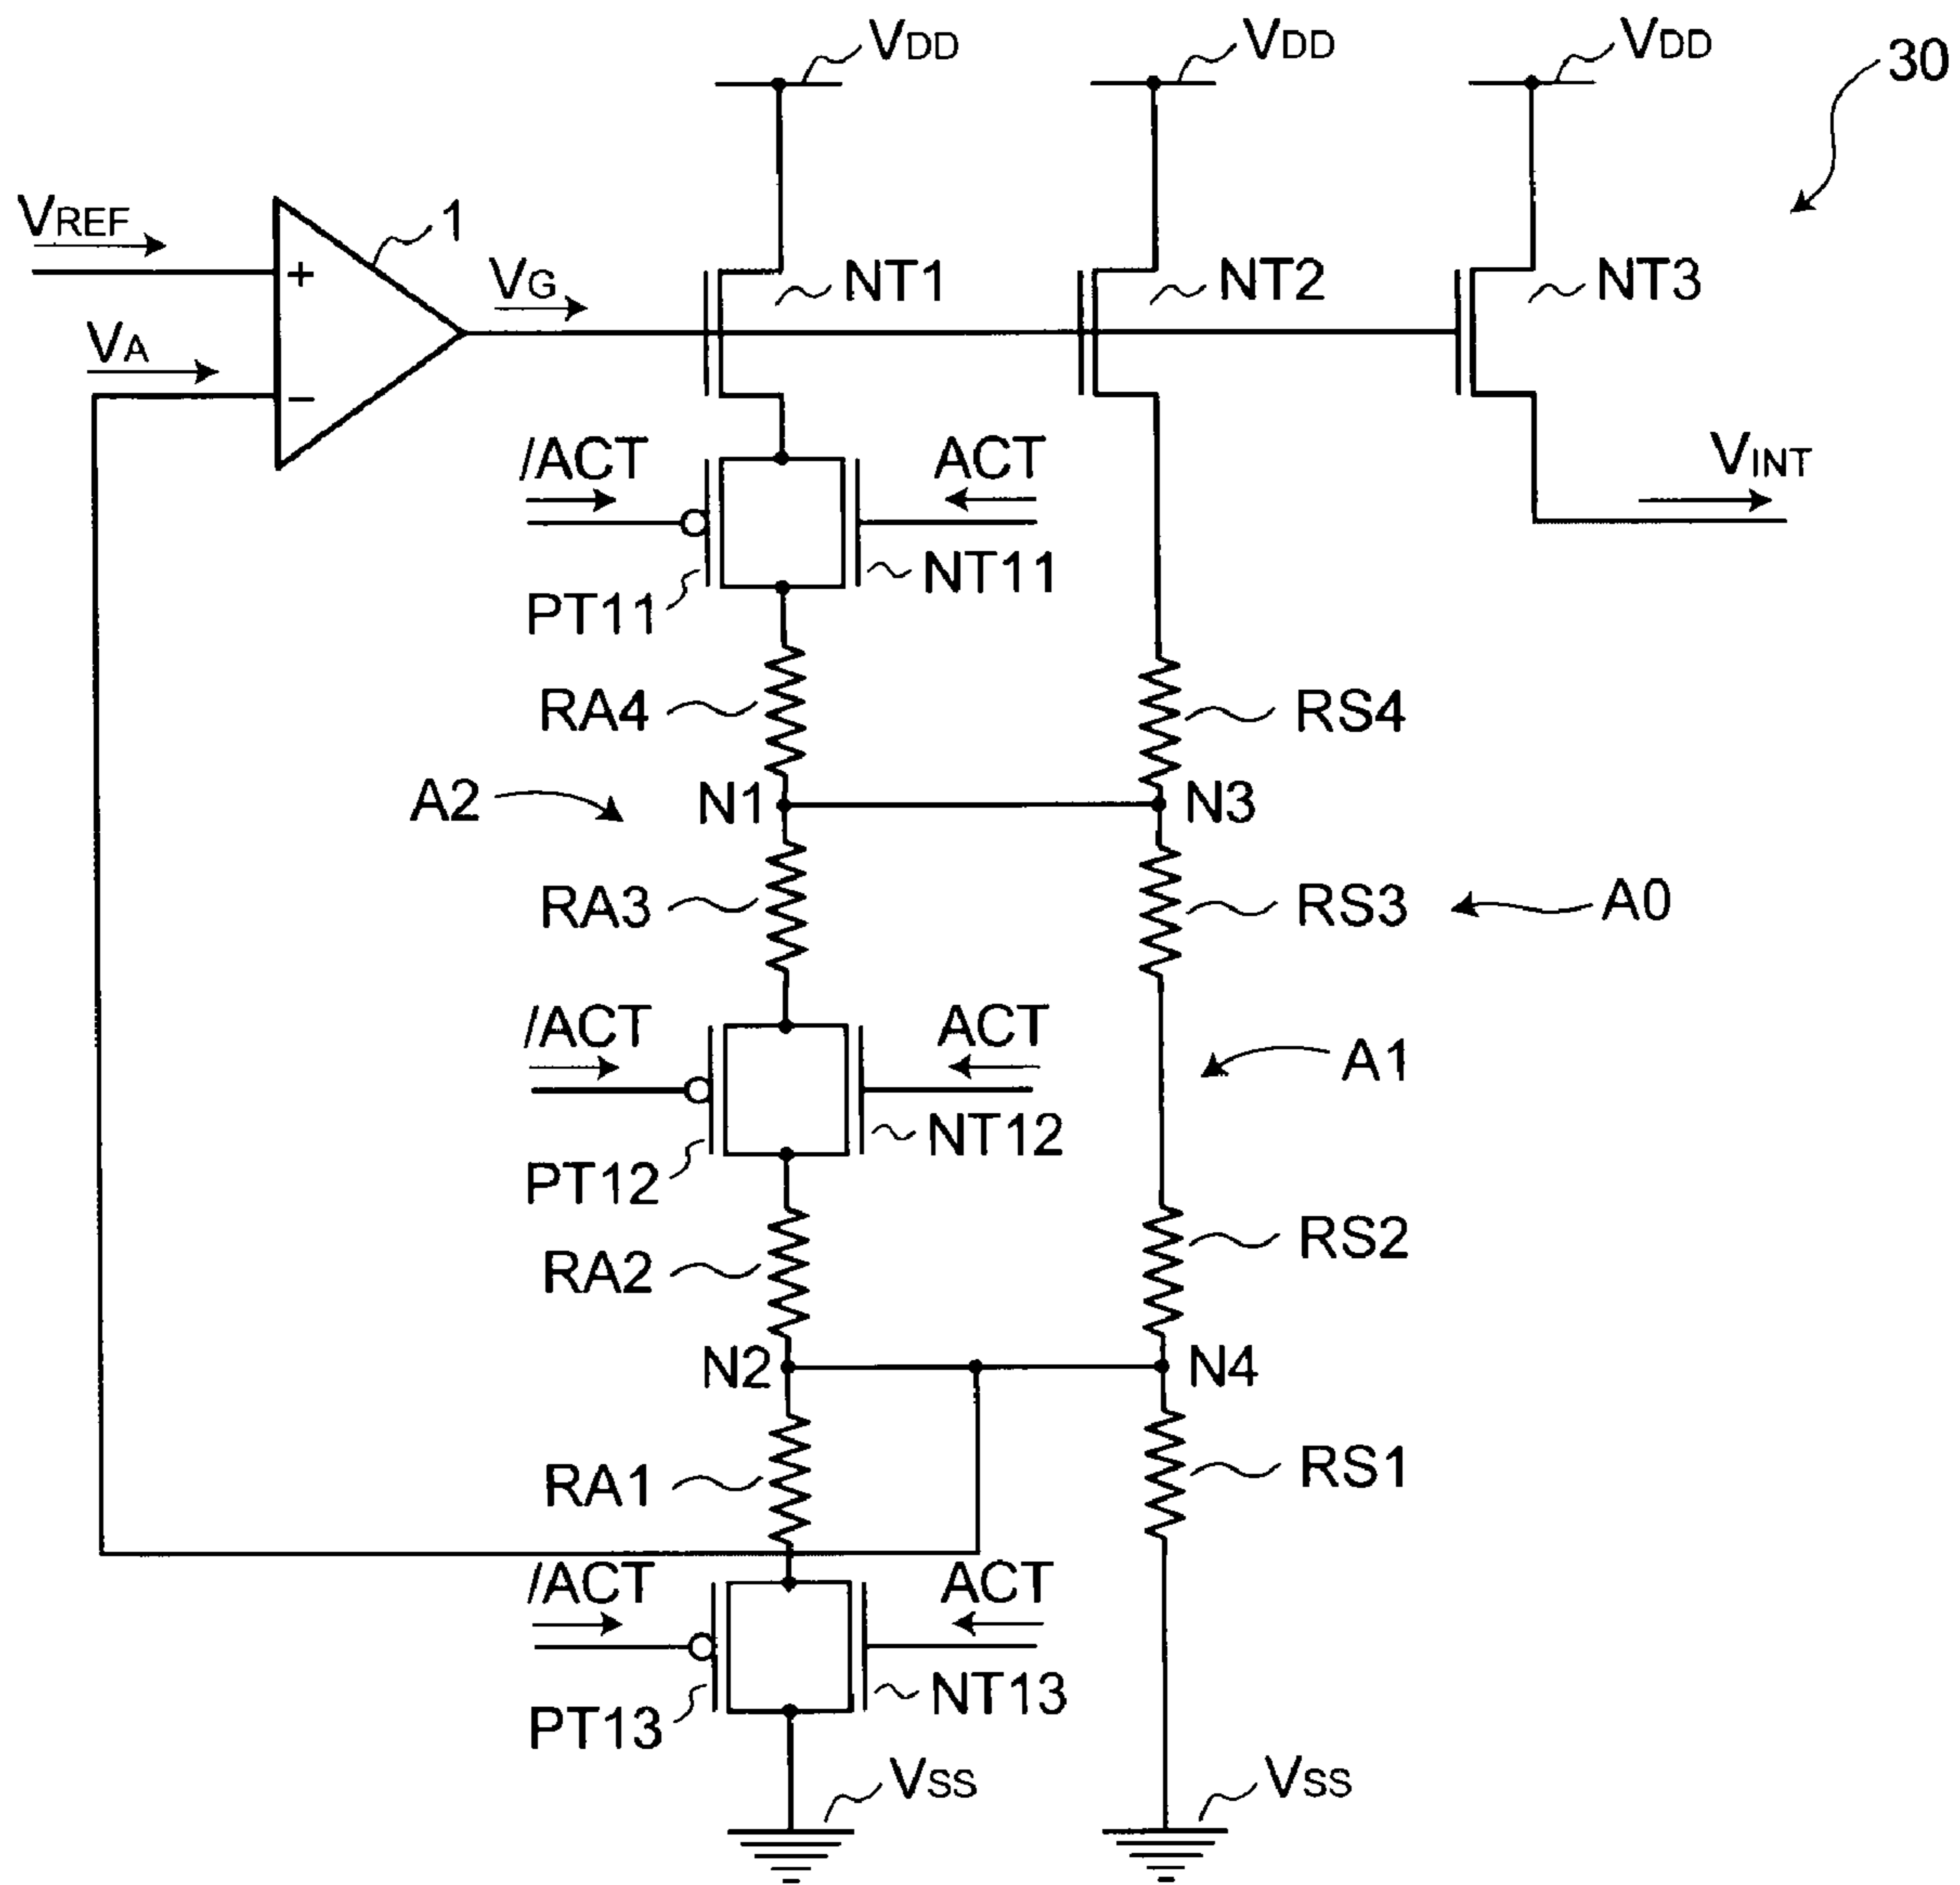 VDD VDD VDD 30
VREF 1
+
VG NT1 NT2 NT3
VA
−
/ACT ACT VINT
PT11 NT11
RA4 RS4
A2 N1 N3
RA3 RS3 A0
/ACT ACT
A1
PT12 NT12
RA2 RS2
N2 N4
RA1 RS1
/ACT ACT
PT13 NT13
VSS VSS